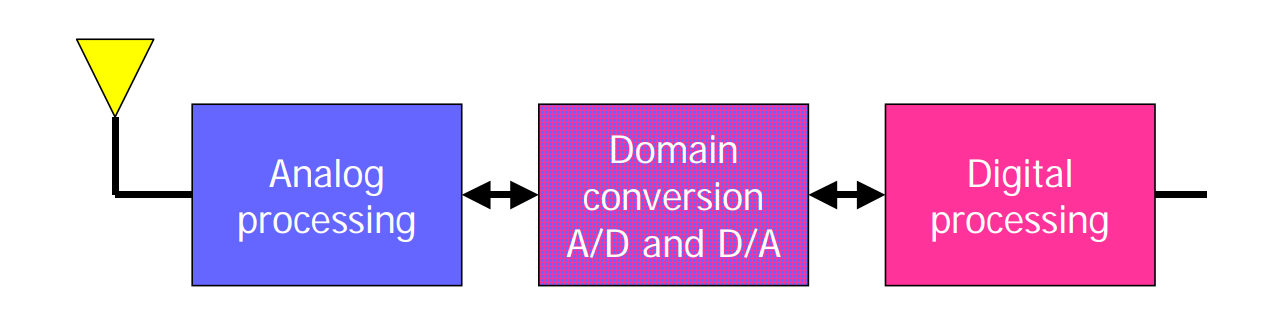 Analog
processing
Domain
conversion
A/D and D/A
Digital
processing